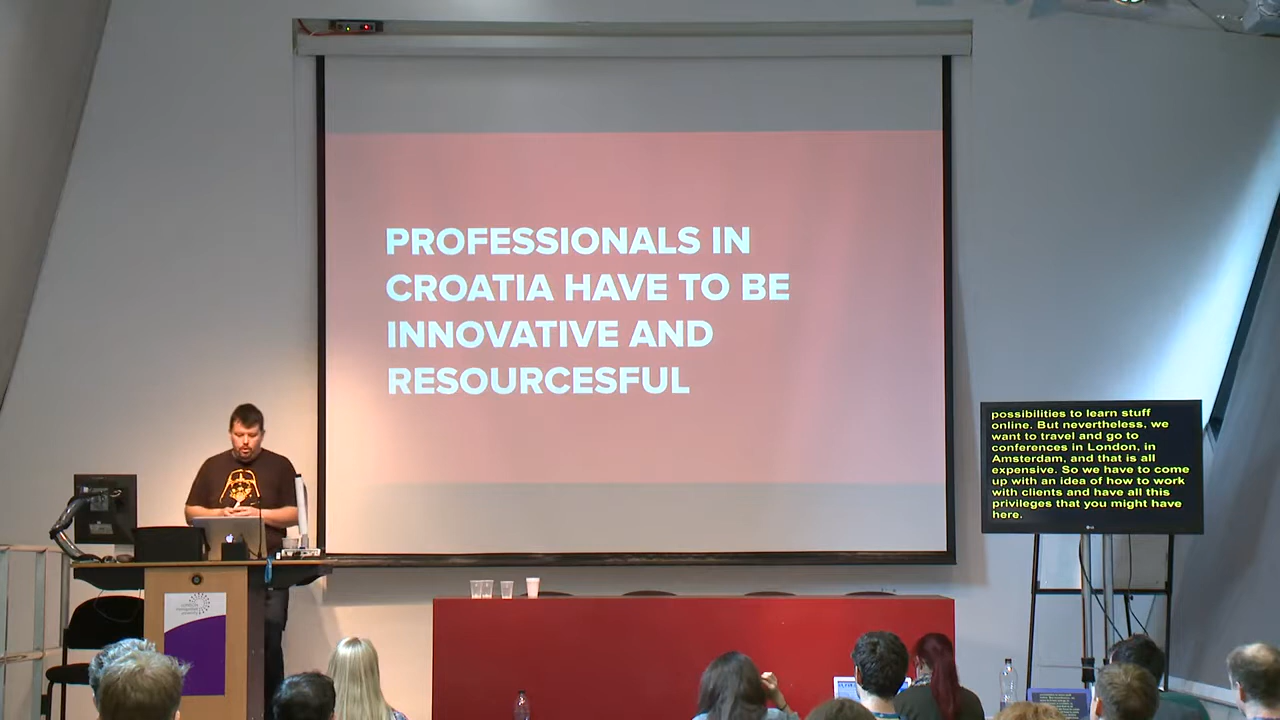 PROFESSIONALS IN
CROATIA HAVE TO BE
INNOVATIVE AND
RESOURCESFUL
possibilities to learn stuff
online. But nevertheless, we
want to travel and go to
conferences in London, in
Amsterdam, and that is all
expensive. So we have to come
up with an idea of how to work
with clients and have all this
privileges that you might have
here.